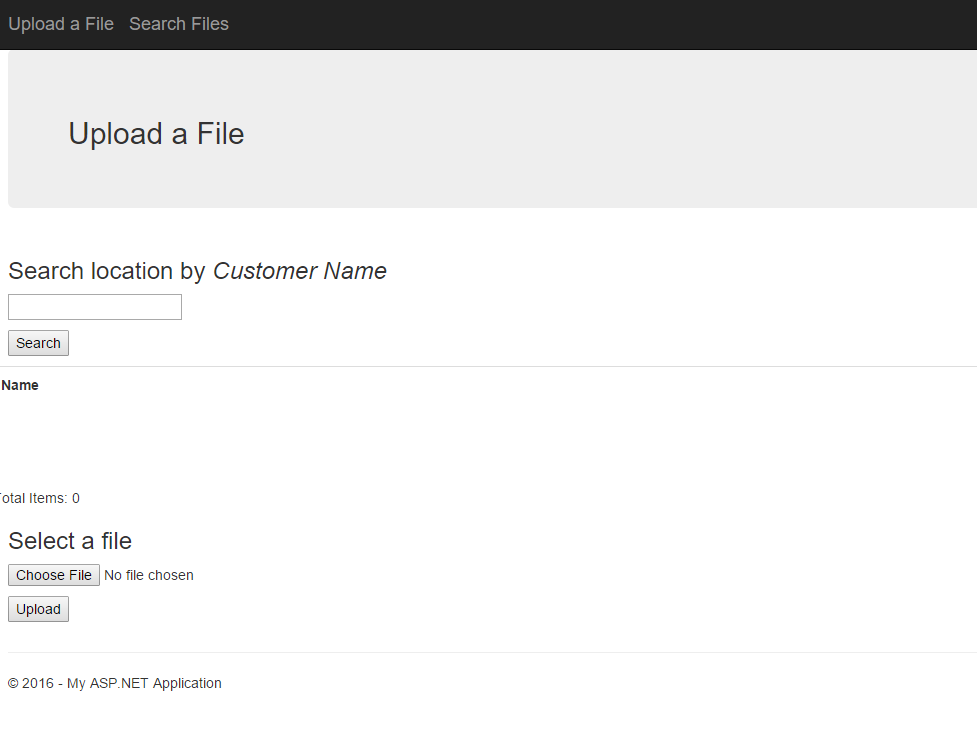 Upload a File Search Files
Upload a File
Search location by Customer Name
Search
Name
otal Items: 0
Select a file
Choose File No file chosen
Upload
© 2016 - My ASP.NET Application